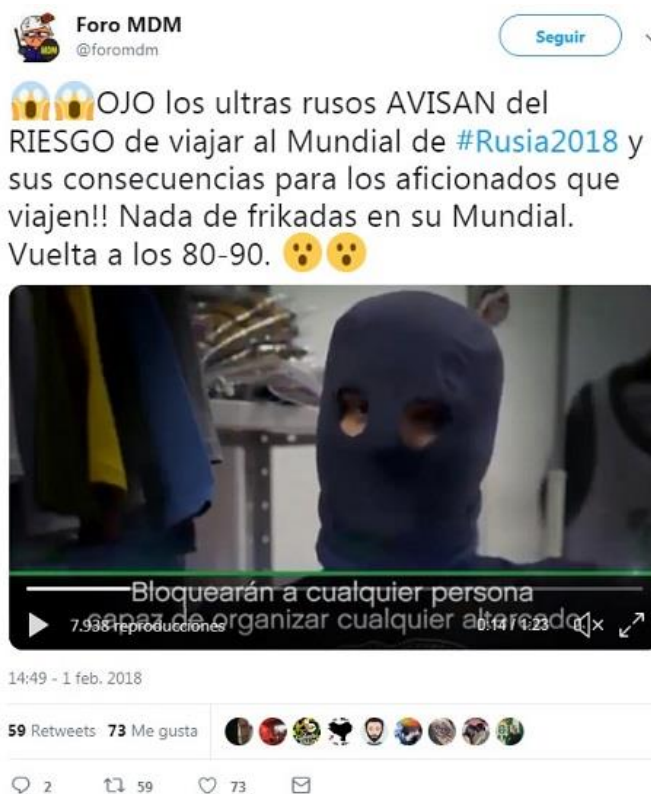 Foro MDM
@foromdm
Seguir
😱😱OJO los ultras rusos AVISAN del
RIESGO de viajar al Mundial de #Rusia2018 y
sus consecuencias para los aficionados que
viajen!! Nada de frikadas en su Mundial.
Vuelta a los 80-90. 😮😮
Bloquearán a cualquier persona
capaz de organizar cualquier altercado
7.938 reproducciones
0:14 / 1:23
14:49 - 1 feb. 2018
59 Retweets 73 Me gusta
2 59 73